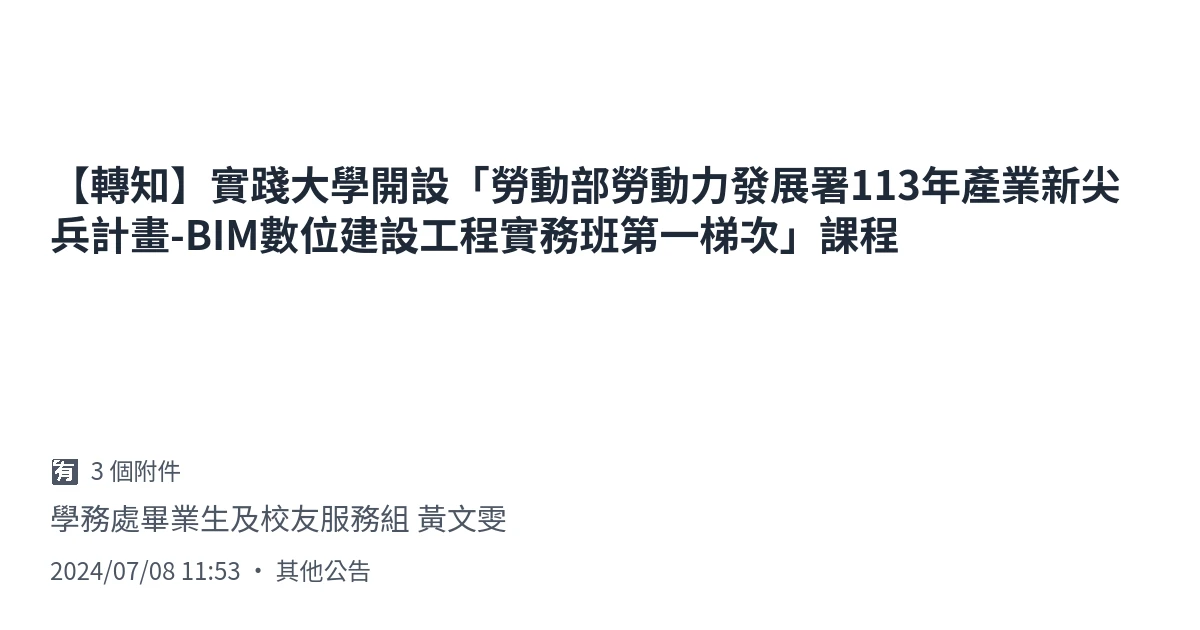 【轉知】實踐大學開設「勞動部勞動力發展署113年產業新尖
兵計畫-BIM數位建設工程實務班第一梯次」課程
🈶 3 個附件
學務處畢業生及校友服務組 黃文雯
2024/07/08 11:53 · 其他公告